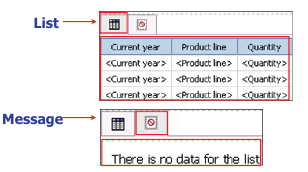 List
Current year Product line Quantity
<Current year> <Product line> <Quantity>
<Current year> <Product line> <Quantity>
<Current year> <Product line> <Quantity>
Message
There is no data for the list